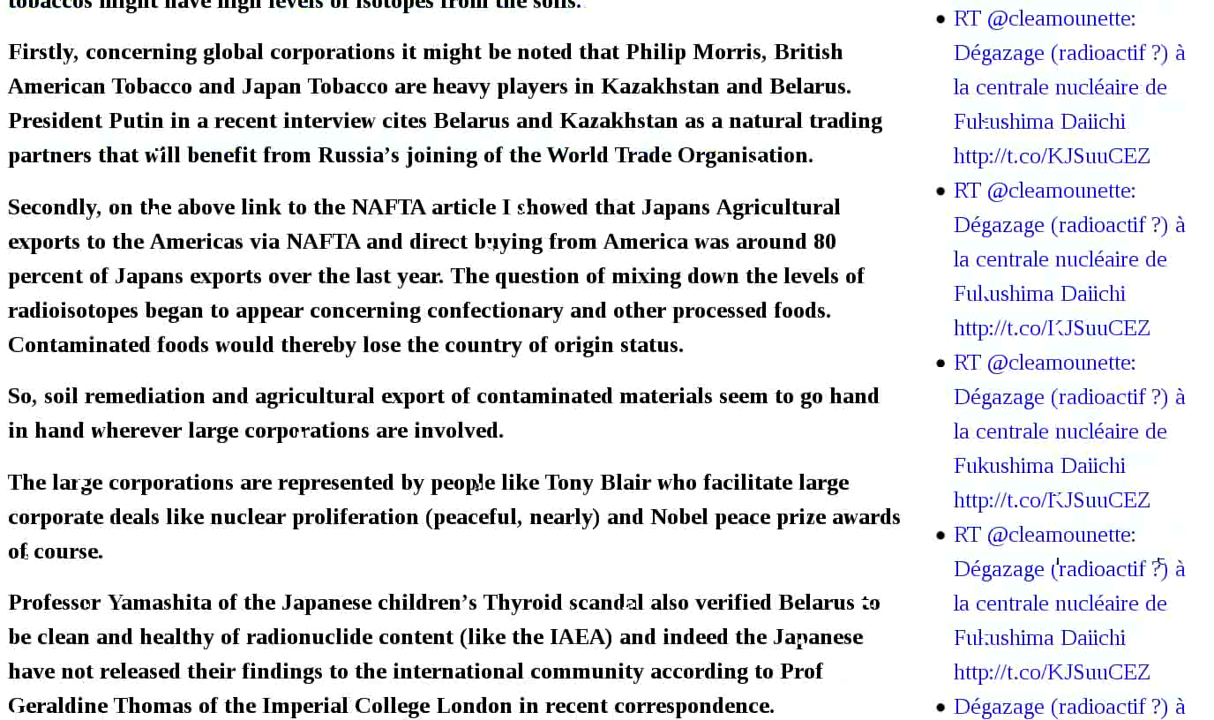 tobaccos might have high levels of isotopes from the soils.
Firstly, concerning global corporations it might be noted that Philip Morris, British
American Tobacco and Japan Tobacco are heavy players in Kazakhstan and Belarus.
President Putin in a recent interview cites Belarus and Kazakhstan as a natural trading
partners that will benefit from Russia’s joining of the World Trade Organisation.
Secondly, on the above link to the NAFTA article I showed that Japans Agricultural
exports to the Americas via NAFTA and direct buying from America was around 80
percent of Japans exports over the last year. The question of mixing down the levels of
radioisotopes began to appear concerning confectionary and other processed foods.
Contaminated foods would thereby lose the country of origin status.
So, soil remediation and agricultural export of contaminated materials seem to go hand
in hand wherever large corporations are involved.
The large corporations are represented by people like Tony Blair who facilitate large
corporate deals like nuclear proliferation (peaceful, nearly) and Nobel peace prize awards
of course.
Professor Yamashita of the Japanese children’s Thyroid scandal also verified Belarus to
be clean and healthy of radionuclide content (like the IAEA) and indeed the Japanese
have not released their findings to the international community according to Prof
Geraldine Thomas of the Imperial College London in recent correspondence.
RT @cleamounette:
Dégazage (radioactif ?) à
la centrale nucléaire de
Fukushima Daiichi
http://t.co/KJSuuCEZ
RT @cleamounette:
Dégazage (radioactif ?) à
la centrale nucléaire de
Fukushima Daiichi
http://t.co/KJSuuCEZ
RT @cleamounette:
Dégazage (radioactif ?) à
la centrale nucléaire de
Fukushima Daiichi
http://t.co/KJSuuCEZ
RT @cleamounette:
Dégazage (radioactif ?) à
la centrale nucléaire de
Fukushima Daiichi
http://t.co/KJSuuCEZ
Dégazage (radioactif ?) à